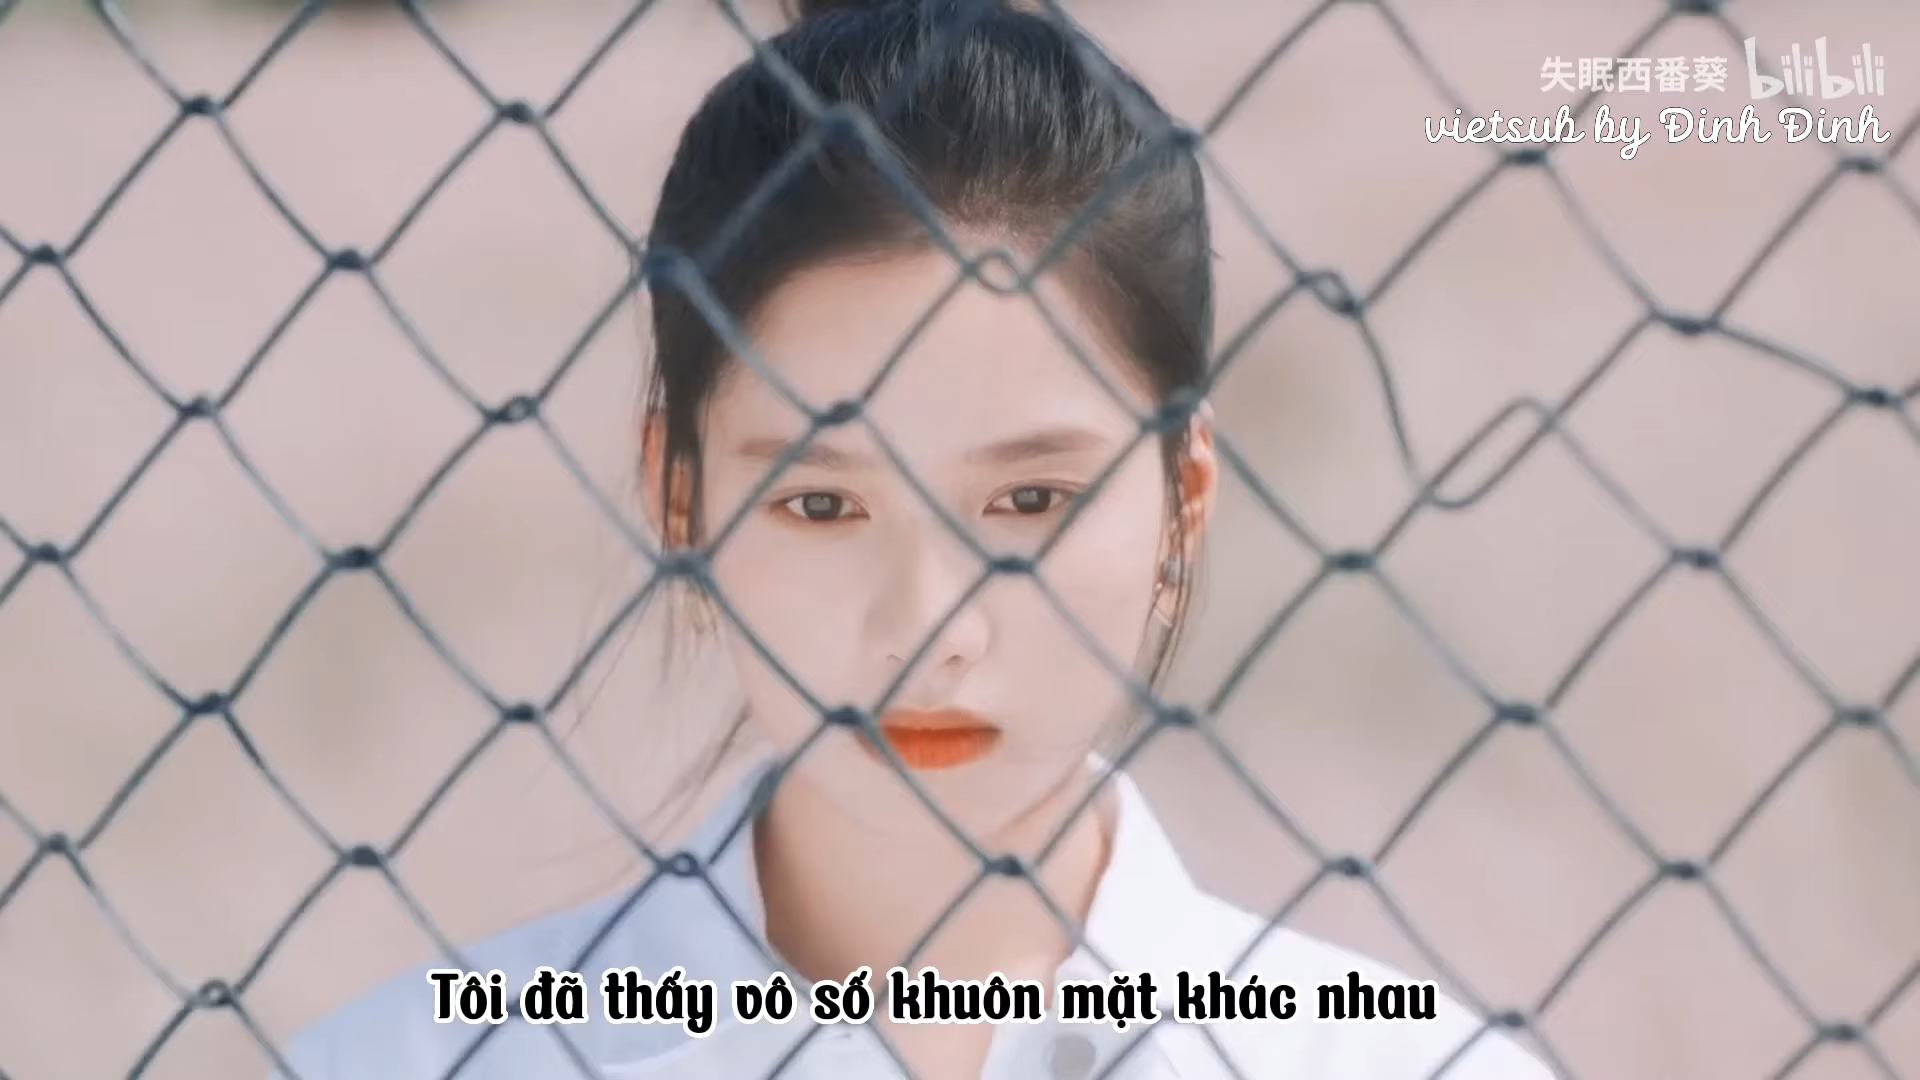 失眠西番葵 bilibili
vietsub by Đinh Đinh
Tôi đã thấy vô số khuôn mặt khác nhau